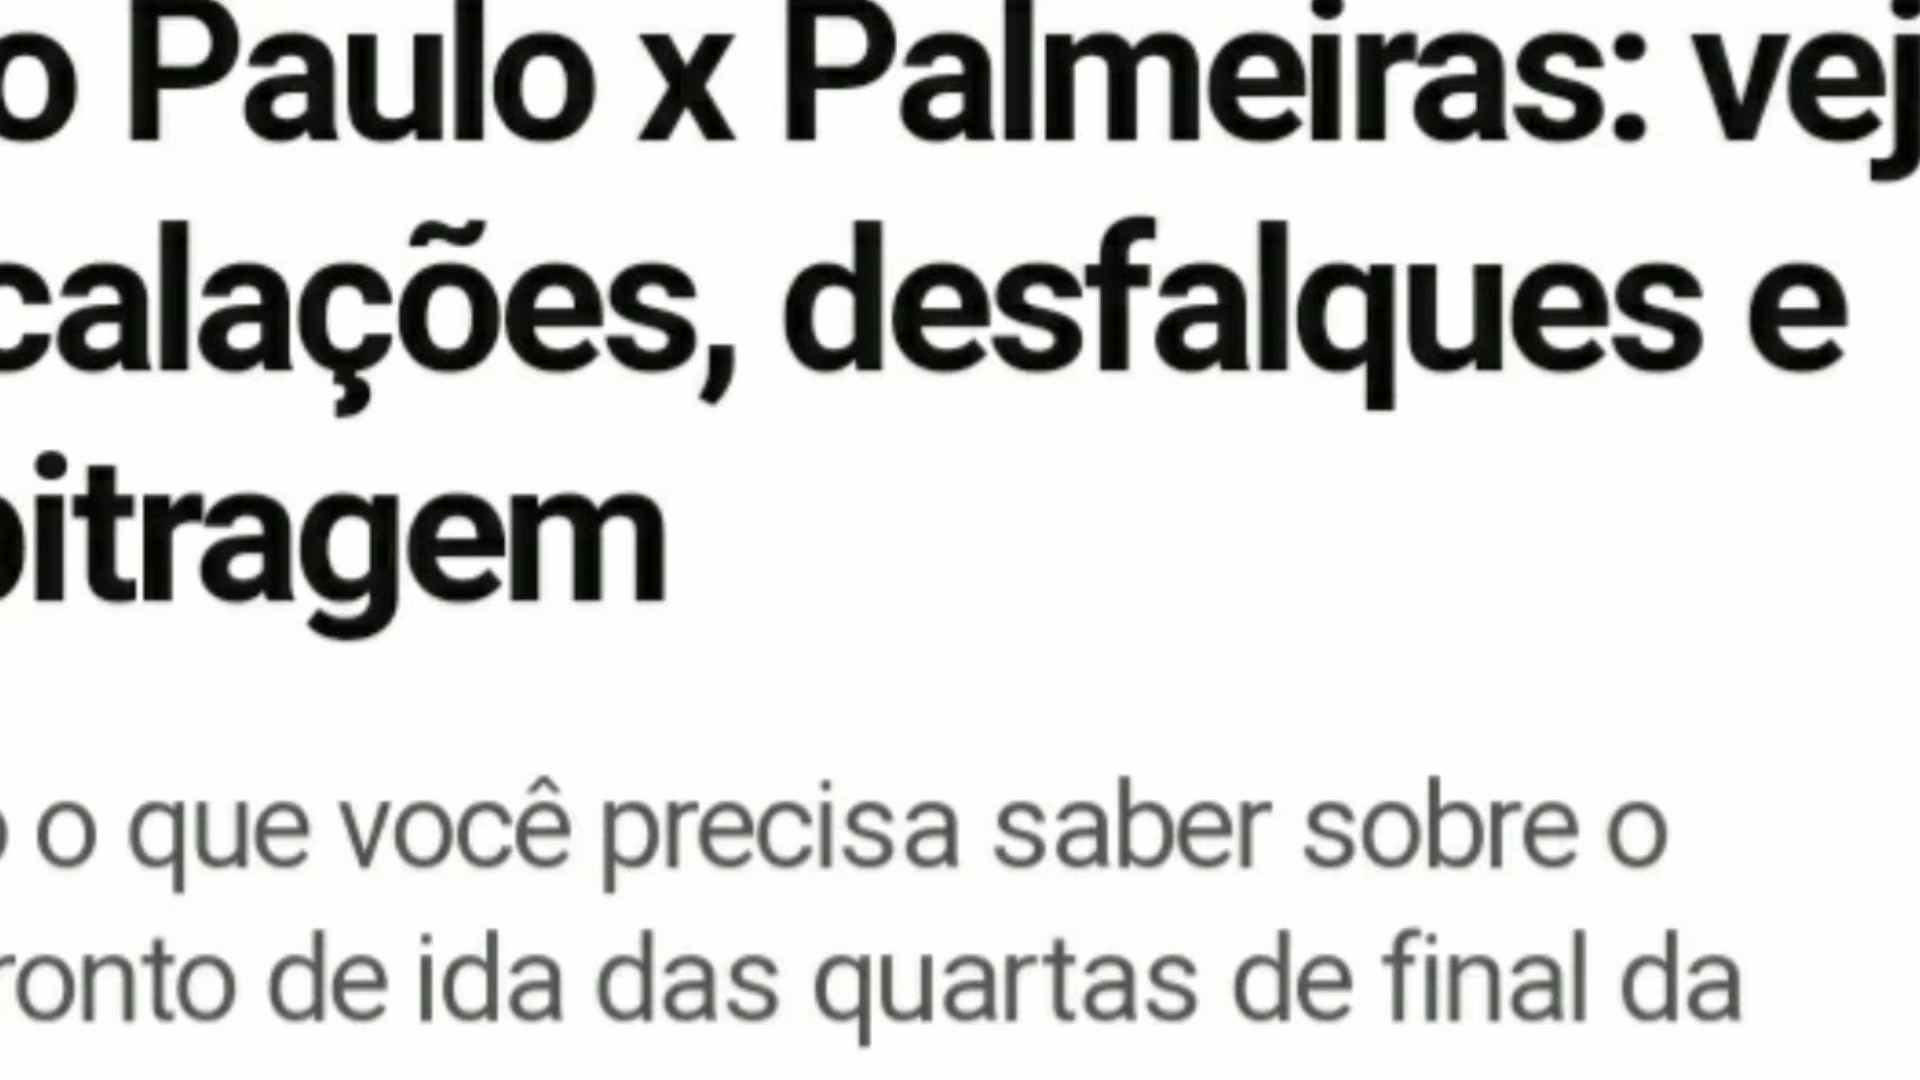 o Paulo x Palmeiras: vej
calações, desfalques e
bitragem
o o que você precisa saber sobre o
ronto de ida das quartas de final da